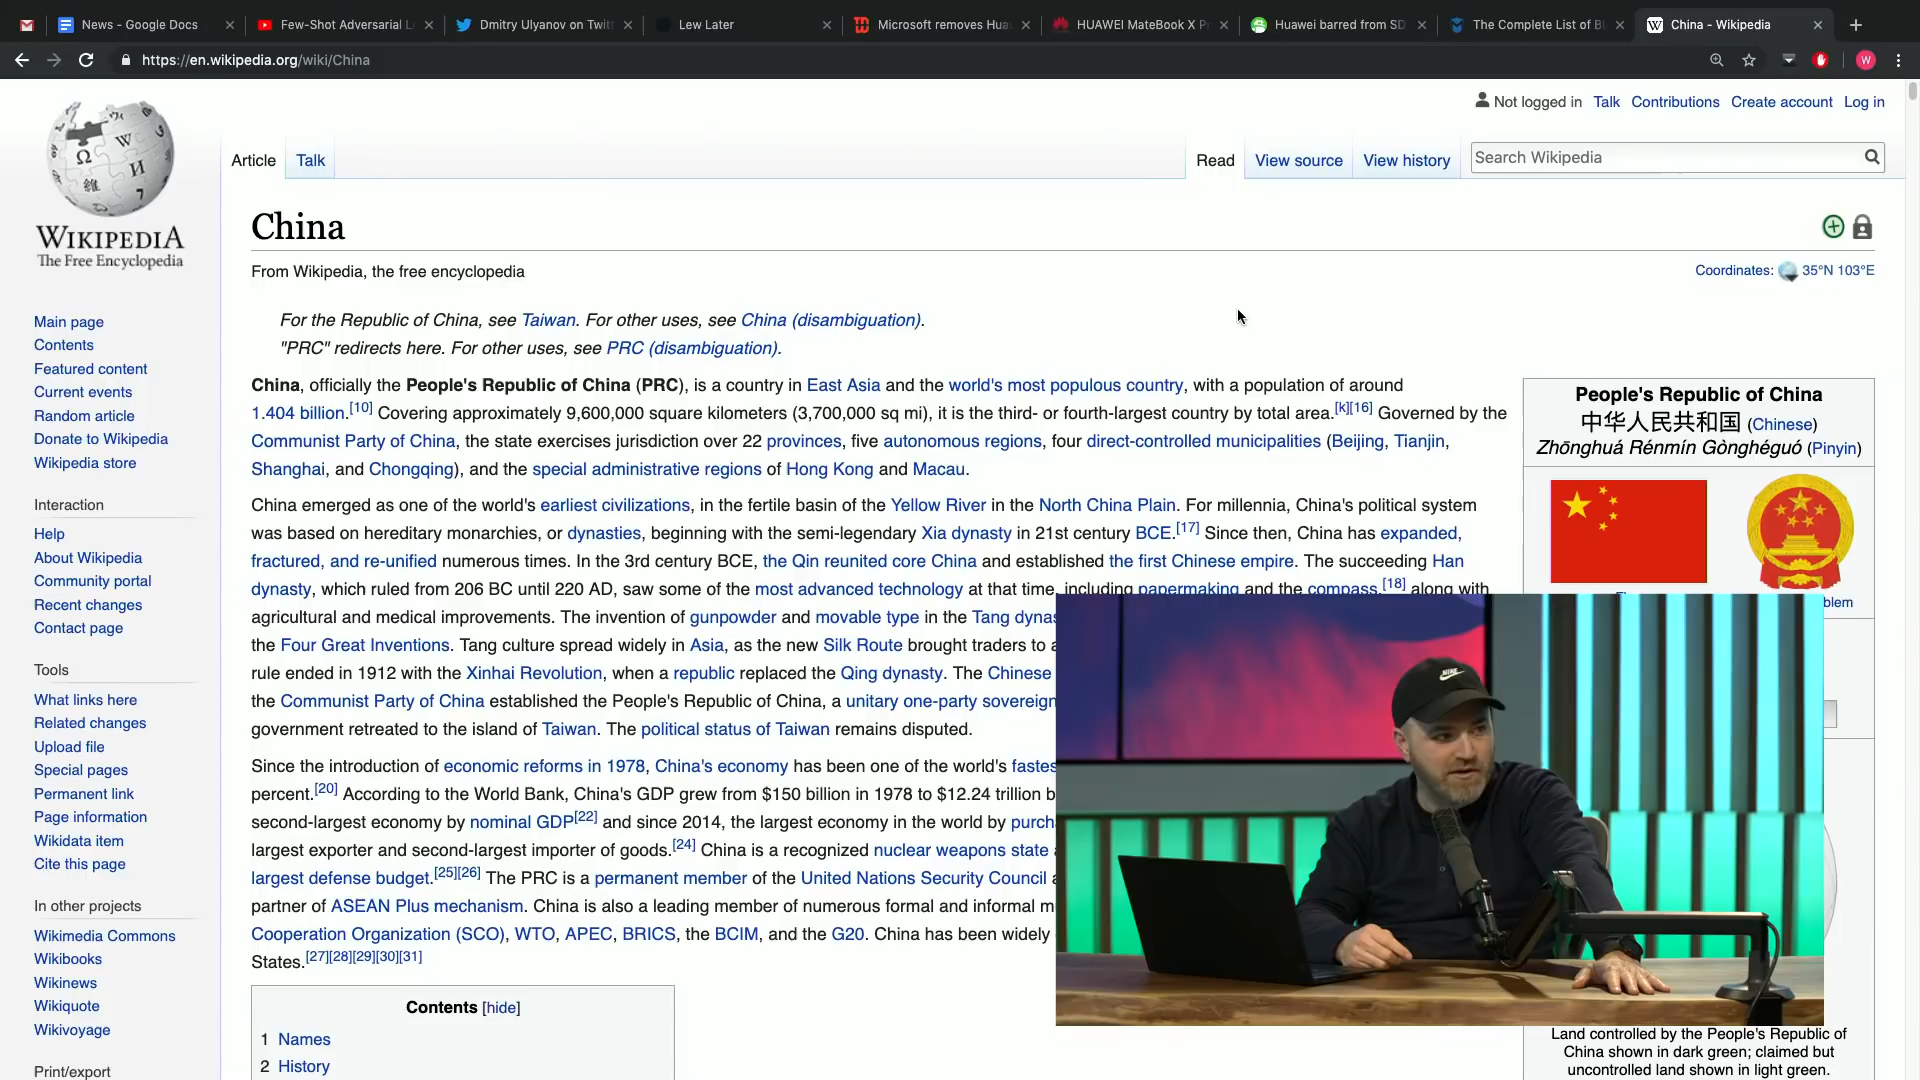 News - Google Docs
Few-Shot Adversarial L
Dmitry Ulyanov on Twit
Lew Later
Microsoft removes Hua
HUAWEI MateBook X P
Huawei barred from SD
The Complete List of B
China - Wikipedia
https://en.wikipedia.org/wiki/China
W
Not logged in Talk Contributions Create account Log in
Article Talk Read View source View history Search Wikipedia
WIKIPEDIA
The Free Encyclopedia
China
From Wikipedia, the free encyclopedia
Coordinates: 35°N 103°E
For the Republic of China, see Taiwan. For other uses, see China (disambiguation).
"PRC" redirects here. For other uses, see PRC (disambiguation).
China, officially the People's Republic of China (PRC), is a country in East Asia and the world's most populous country, with a population of around
1.404 billion.[10] Covering approximately 9,600,000 square kilometers (3,700,000 sq mi), it is the third- or fourth-largest country by total area.[k][16] Governed by the
Communist Party of China, the state exercises jurisdiction over 22 provinces, five autonomous regions, four direct-controlled municipalities (Beijing, Tianjin,
Shanghai, and Chongqing), and the special administrative regions of Hong Kong and Macau.
China emerged as one of the world's earliest civilizations, in the fertile basin of the Yellow River in the North China Plain. For millennia, China's political system
was based on hereditary monarchies, or dynasties, beginning with the semi-legendary Xia dynasty in 21st century BCE.[17] Since then, China has expanded,
fractured, and re-unified numerous times. In the 3rd century BCE, the Qin reunited core China and established the first Chinese empire. The succeeding Han
dynasty, which ruled from 206 BC until 220 AD, saw some of the most advanced technology at that time, including papermaking and the compass,[18] along with
agricultural and medical improvements. The invention of gunpowder and movable type in the Tang dynas
the Four Great Inventions. Tang culture spread widely in Asia, as the new Silk Route brought traders to a
rule ended in 1912 with the Xinhai Revolution, when a republic replaced the Qing dynasty. The Chinese
the Communist Party of China established the People's Republic of China, a unitary one-party sovereign
government retreated to the island of Taiwan. The political status of Taiwan remains disputed.
Since the introduction of economic reforms in 1978, China's economy has been one of the world's fastes
percent.[20] According to the World Bank, China's GDP grew from $150 billion in 1978 to $12.24 trillion b
second-largest economy by nominal GDP[22] and since 2014, the largest economy in the world by purch
largest exporter and second-largest importer of goods.[24] China is a recognized nuclear weapons state
largest defense budget.[25][26] The PRC is a permanent member of the United Nations Security Council a
partner of ASEAN Plus mechanism. China is also a leading member of numerous formal and informal m
Cooperation Organization (SCO), WTO, APEC, BRICS, the BCIM, and the G20. China has been widely
States.[27][28][29][30][31]
Contents [hide]
1 Names
2 History
People's Republic of China
中华人民共和国 (Chinese)
Zhōnghuá Rénmín Gònghéguó (Pinyin)
blem
NIKE
Land controlled by the People's Republic of
China shown in dark green; claimed but
uncontrolled land shown in light green.
Main page
Contents
Featured content
Current events
Random article
Donate to Wikipedia
Wikipedia store
Interaction
Help
About Wikipedia
Community portal
Recent changes
Contact page
Tools
What links here
Related changes
Upload file
Special pages
Permanent link
Page information
Wikidata item
Cite this page
In other projects
Wikimedia Commons
Wikibooks
Wikinews
Wikiquote
Wikivoyage
Print/export